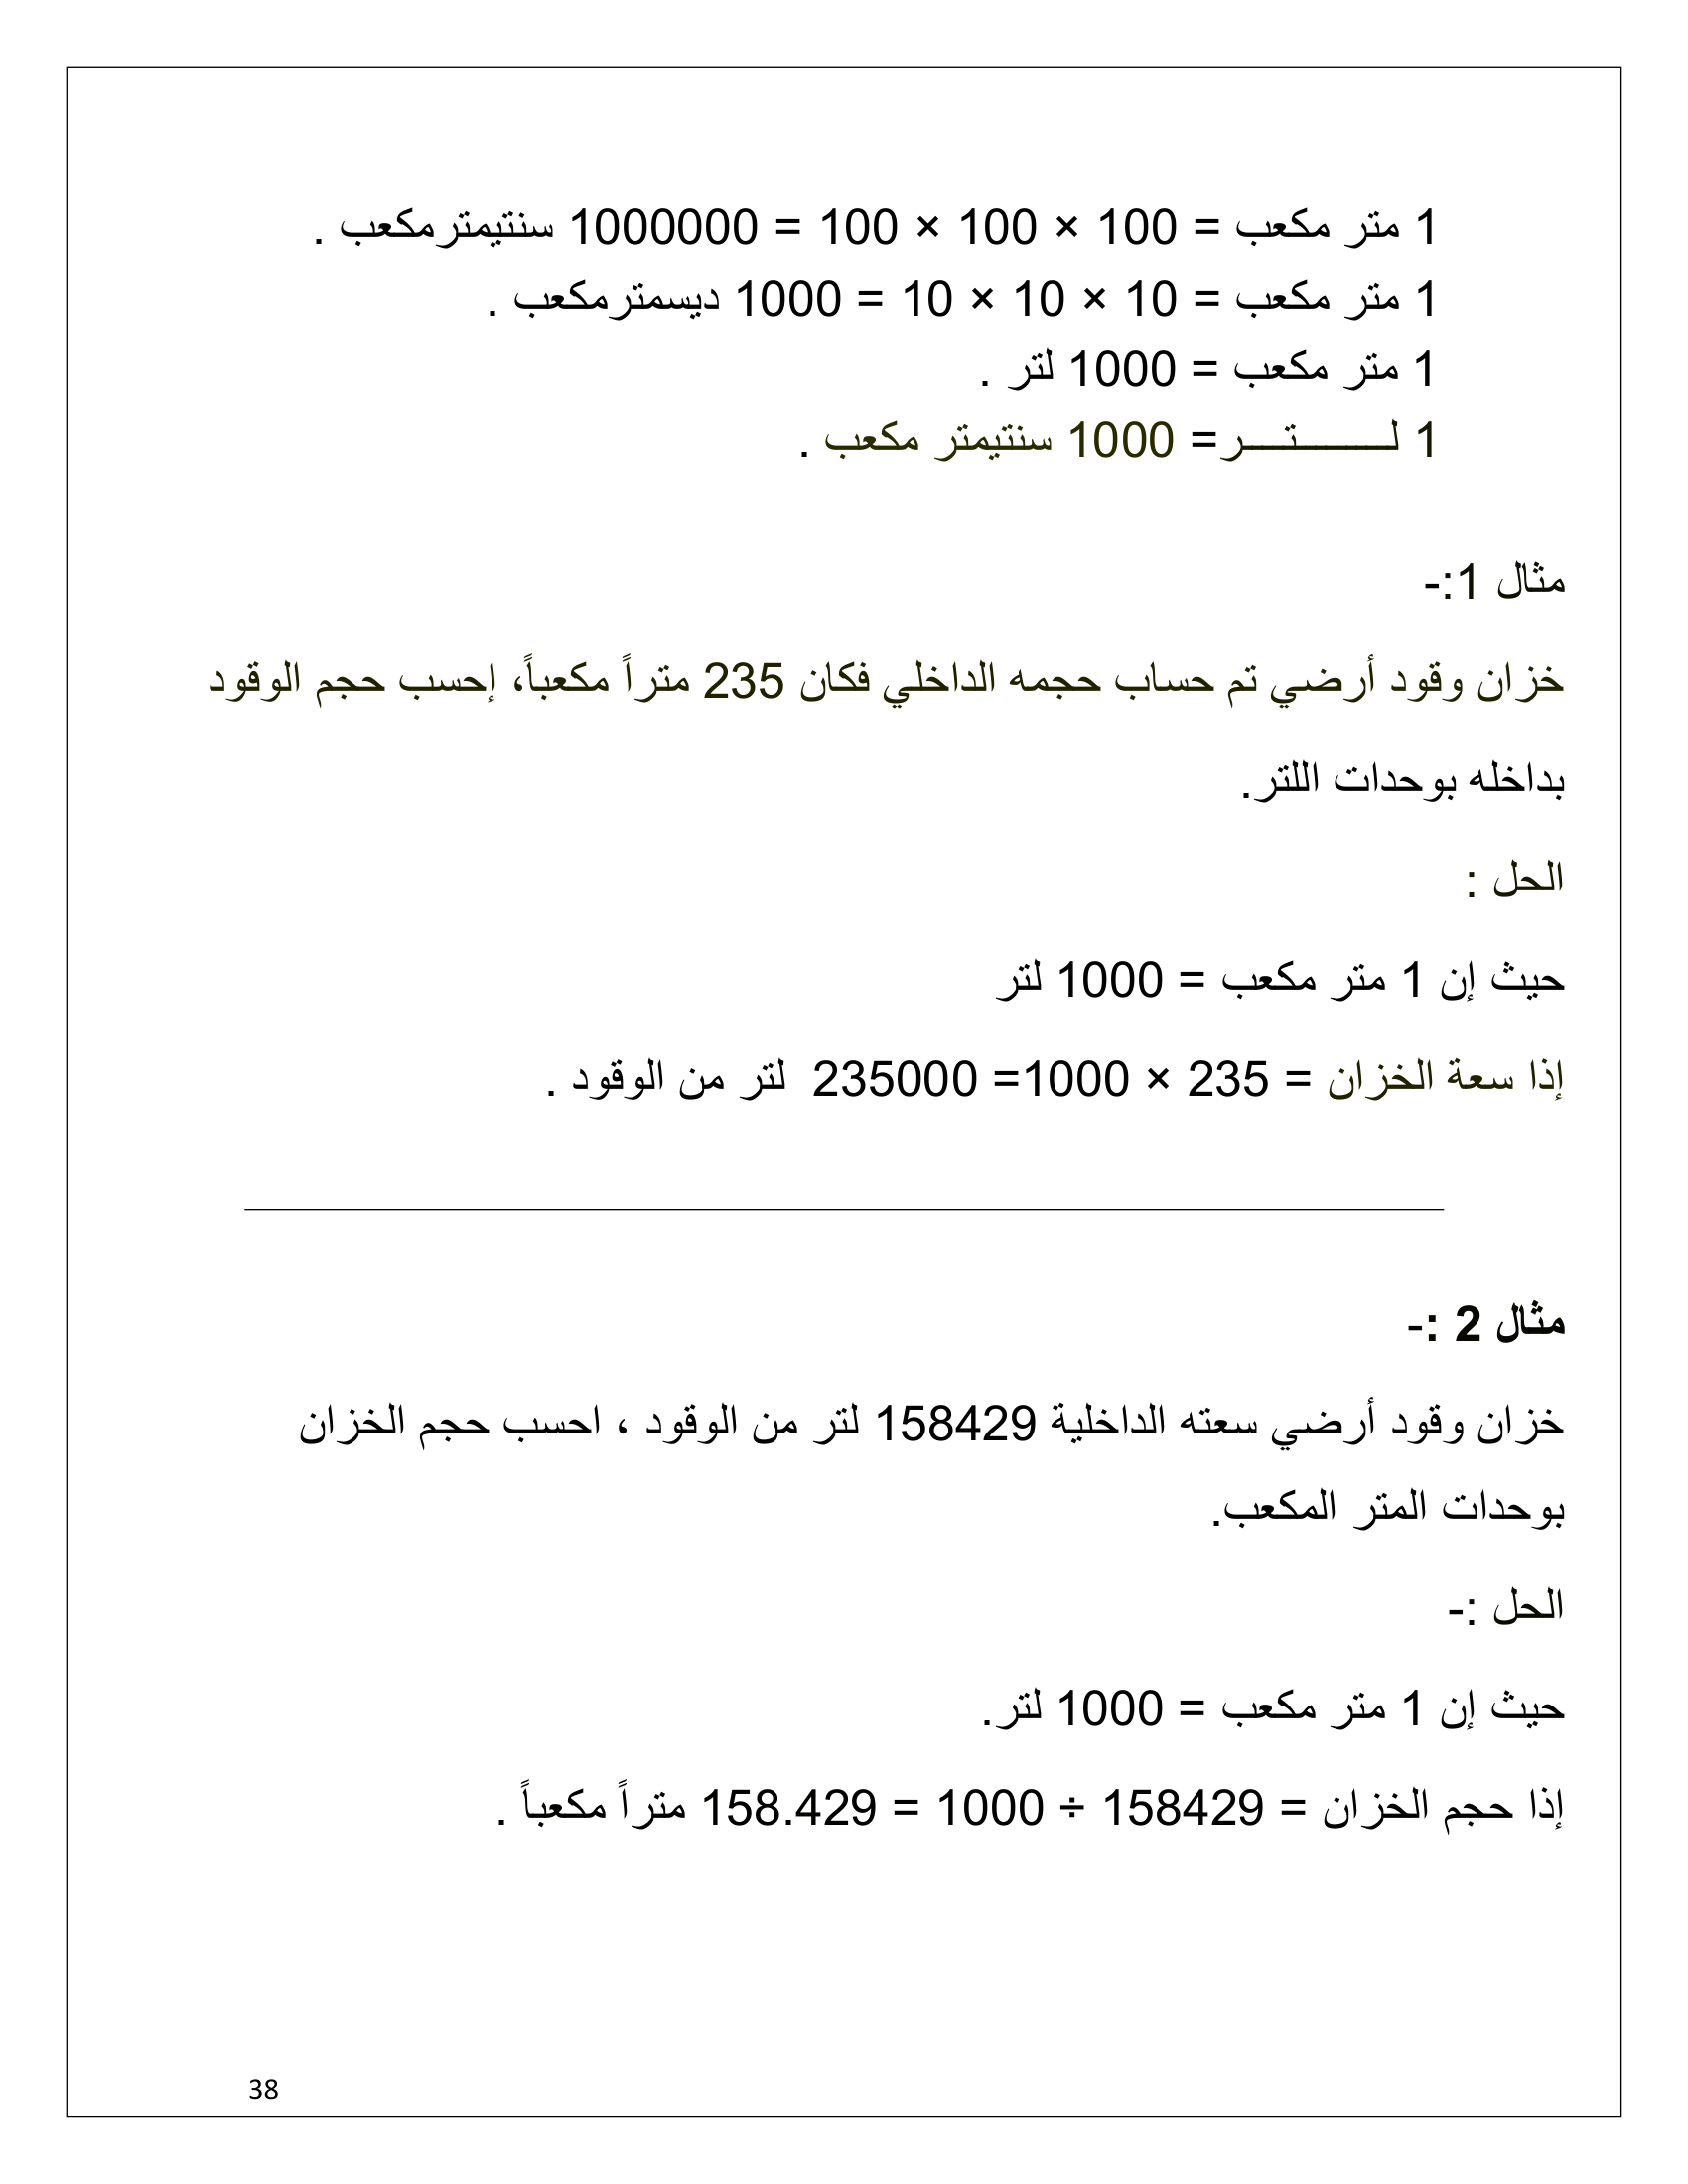 1 متر مكعب = 100 × 100 × 100 = 1000000 سنتيمترمكعب .
1 متر مكعب = 10 × 10 × 10 = 1000 ديسمترمكعب .
1 متر مكعب = 1000 لتر .
1 لـــــــــتــــر= 1000 سنتيمتر مكعب .
مثال 1:-
خزان وقود أرضي تم حساب حجمه الداخلي فكان 235 متراً مكعباً، إحسب حجم الوقود
بداخله بوحدات اللتر.
الحل :
حيث إن 1 متر مكعب = 1000 لتر
إذا سعة الخزان = 235 × 1000= 235000 لتر من الوقود .
مثال 2 :-
خزان وقود أرضي سعته الداخلية 158429 لتر من الوقود ، احسب حجم الخزان
بوحدات المتر المكعب.
الحل :-
حيث إن 1 متر مكعب = 1000 لتر.
إذا حجم الخزان = 158429 ÷ 1000 = 158.429 متراً مكعباً .
38